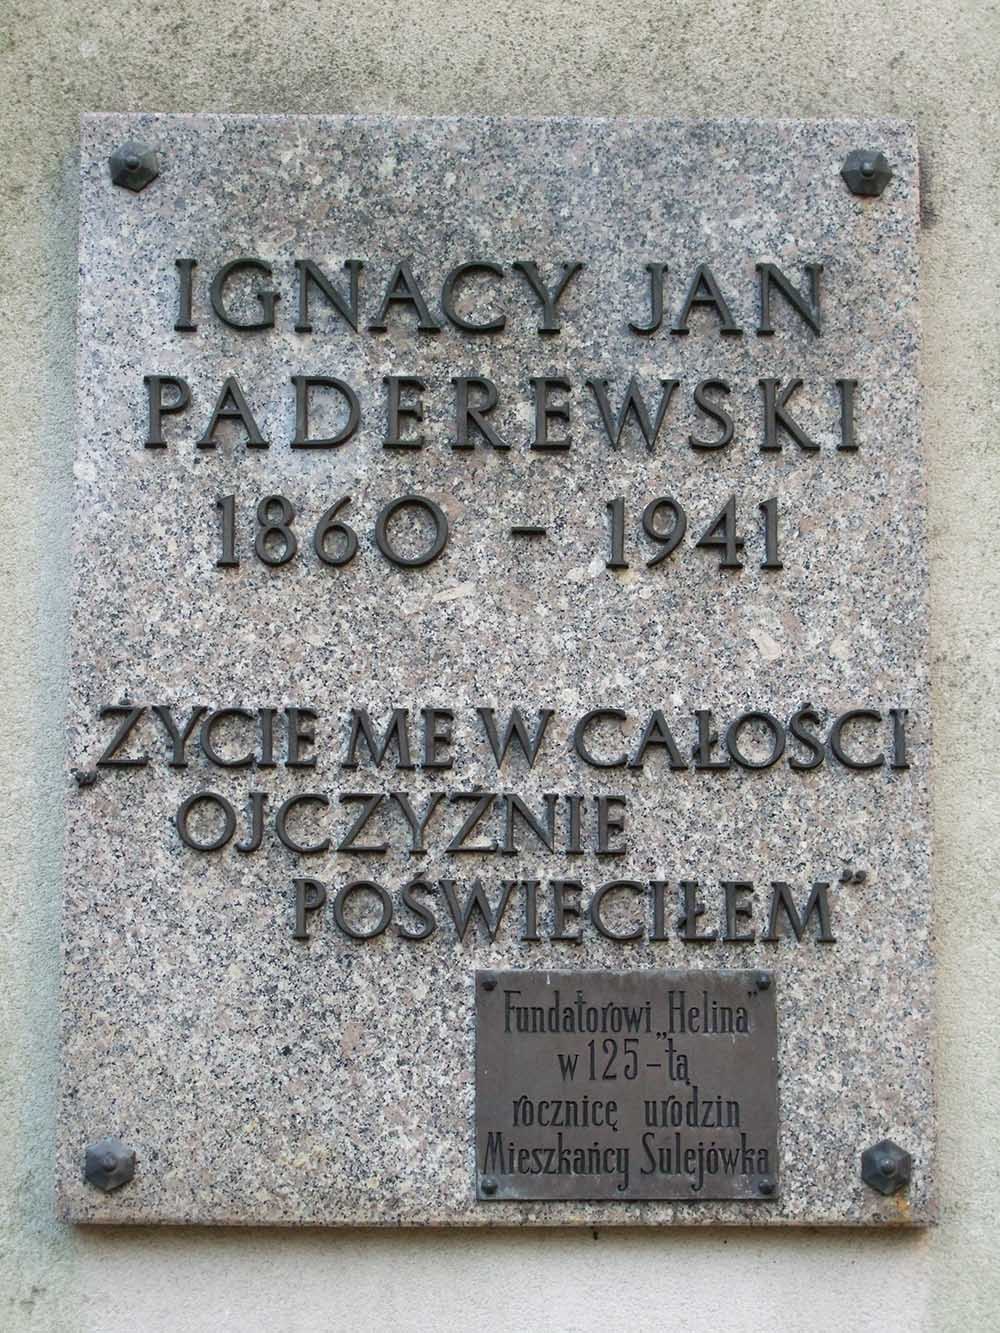 IGNACY JAN
PADEREWSKI
1860 - 1941
ŻYCIE ME W CAŁOŚCI
OJCZYZNIE
POŚWIĘCIŁEM"
Fundatorowi „Helina"
w 125-tą
rocznicę urodzin
Mieszkańcy Sulejówka